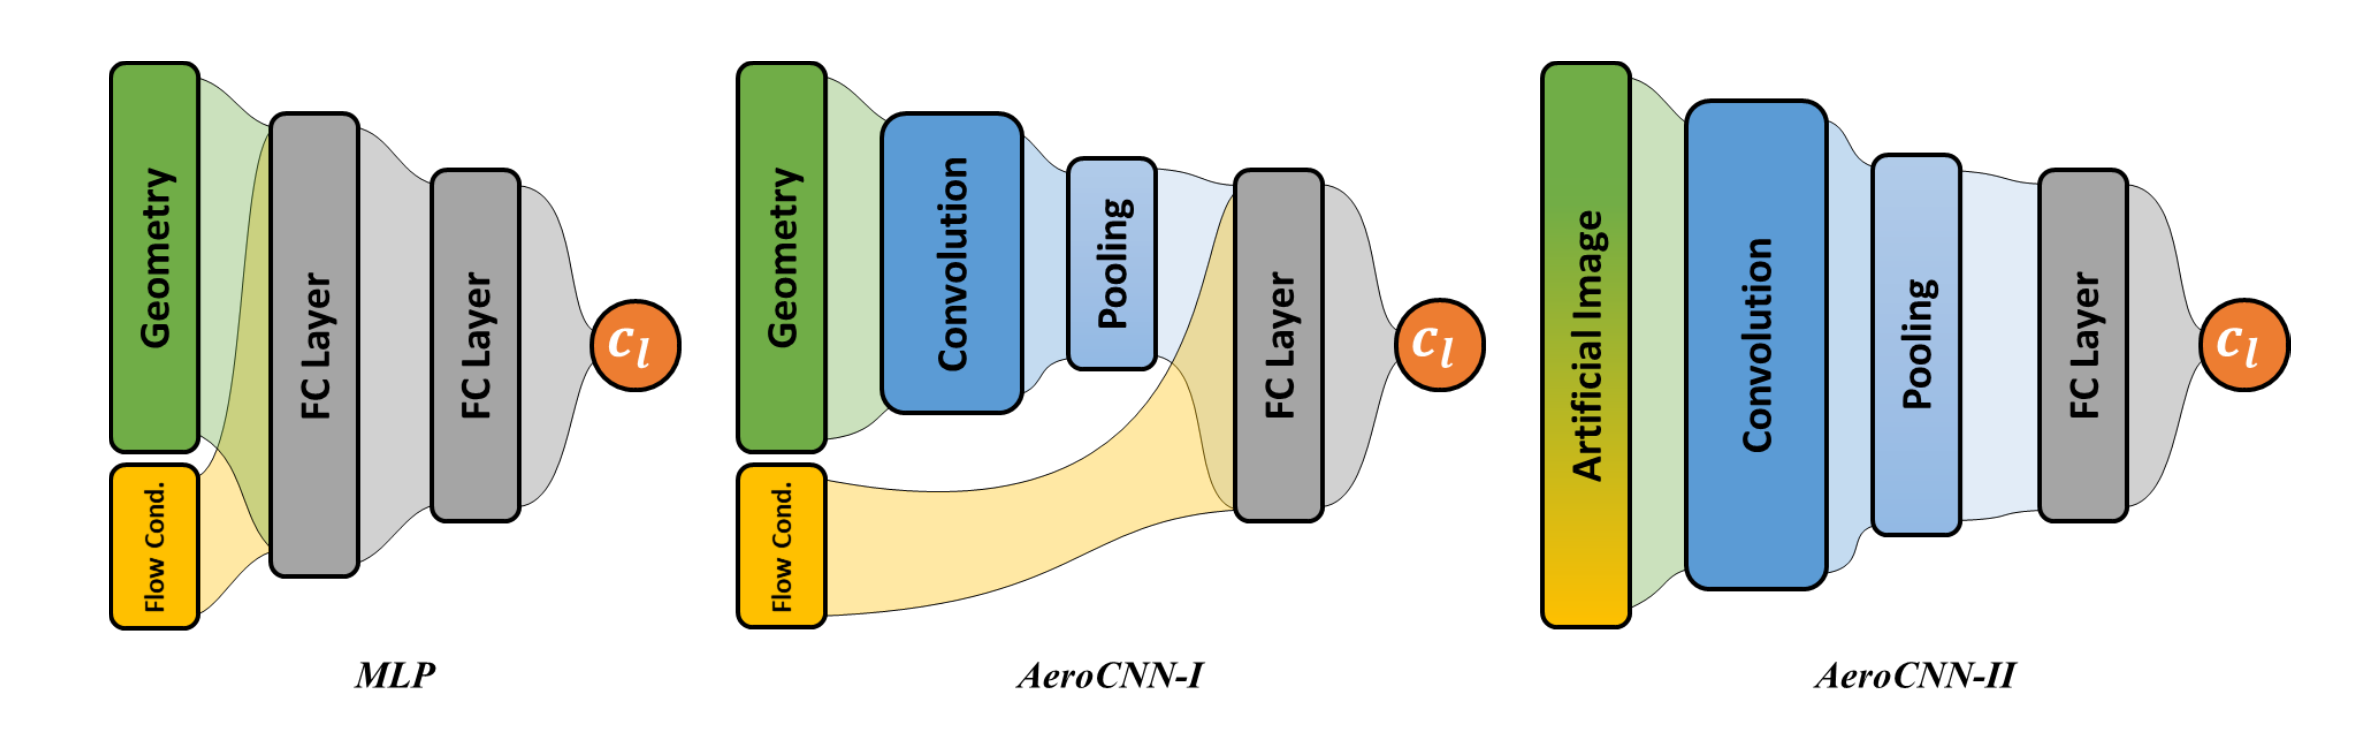 Geometry
Flow Cond.
FC Layer
FC Layer
c_l
MLP
Geometry
Flow Cond.
Convolution
Pooling
FC Layer
c_l
AeroCNN-I
Artificial Image
Convolution
Pooling
FC Layer
c_l
AeroCNN-II